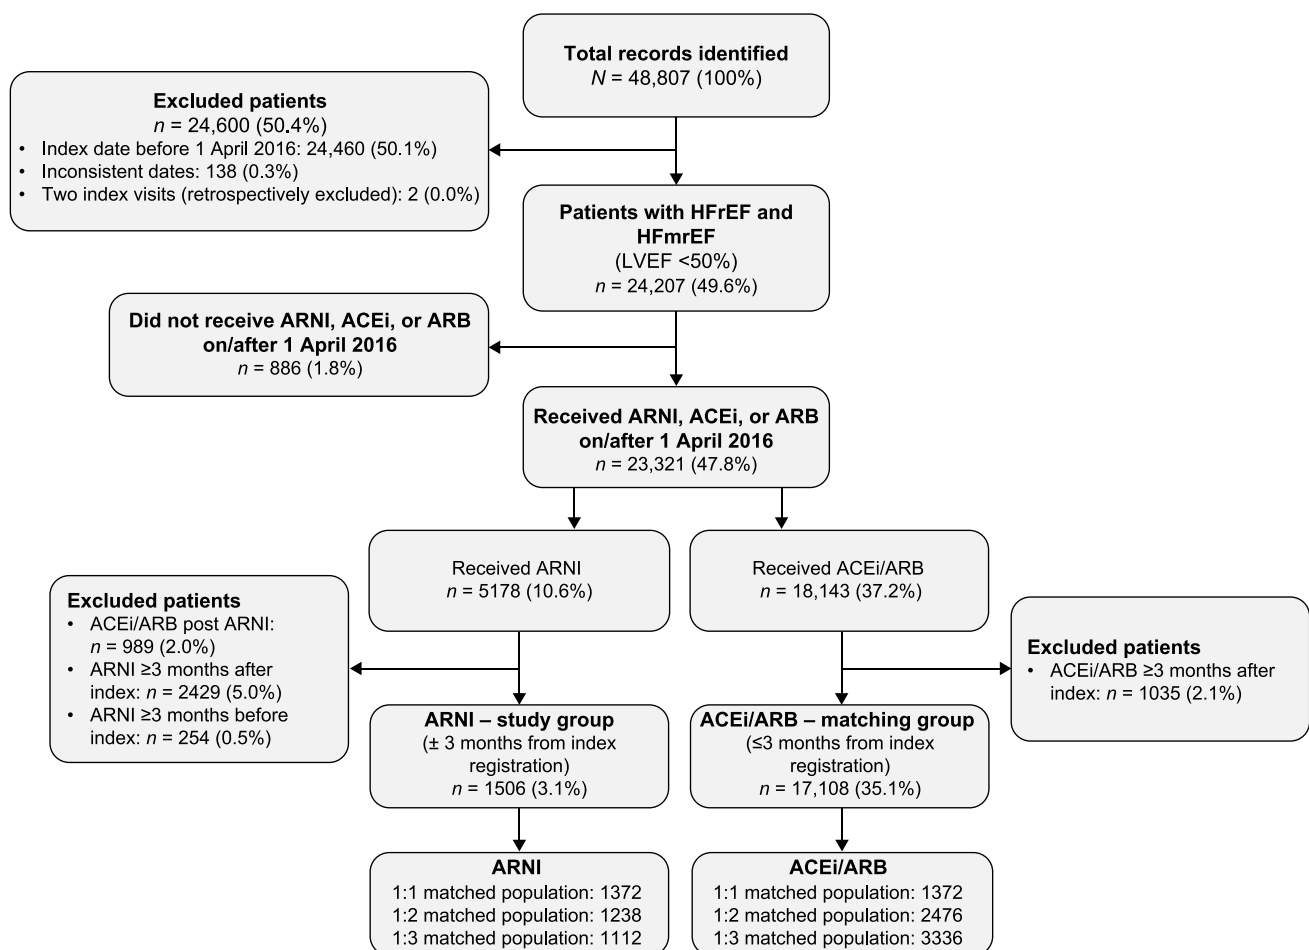 Total records identified
N = 48,807 (100%)
Excluded patients
n = 24,600 (50.4%)
• Index date before 1 April 2016: 24,460 (50.1%)
• Inconsistent dates: 138 (0.3%)
• Two index visits (retrospectively excluded): 2 (0.0%)
Patients with HFrEF and
HFmrEF
(LVEF <50%)
n = 24,207 (49.6%)
Did not receive ARNI, ACEi, or ARB
on/after 1 April 2016
n = 886 (1.8%)
Received ARNI, ACEi, or ARB
on/after 1 April 2016
n = 23,321 (47.8%)
Received ARNI
n = 5178 (10.6%)
Received ACEi/ARB
n = 18,143 (37.2%)
Excluded patients
• ACEi/ARB post ARNI:
n = 989 (2.0%)
• ARNI ≥3 months after
index: n = 2429 (5.0%)
• ARNI ≥3 months before
index: n = 254 (0.5%)
Excluded patients
• ACEi/ARB ≥3 months after
index: n = 1035 (2.1%)
ARNI – study group
(± 3 months from index
registration)
n = 1506 (3.1%)
ACEi/ARB – matching group
(≤3 months from index
registration)
n = 17,108 (35.1%)
ARNI
1:1 matched population: 1372
1:2 matched population: 1238
1:3 matched population: 1112
ACEi/ARB
1:1 matched population: 1372
1:2 matched population: 2476
1:3 matched population: 3336